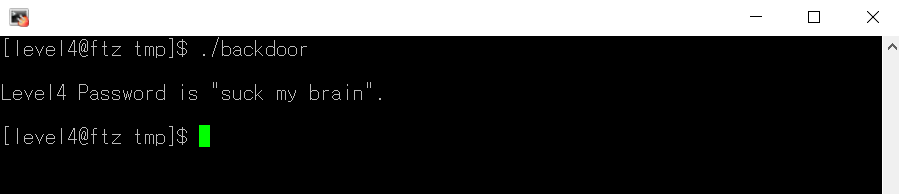 [level4@ftz tmp]$ ./backdoor
Level4 Password is "suck my brain".
[level4@ftz tmp]$